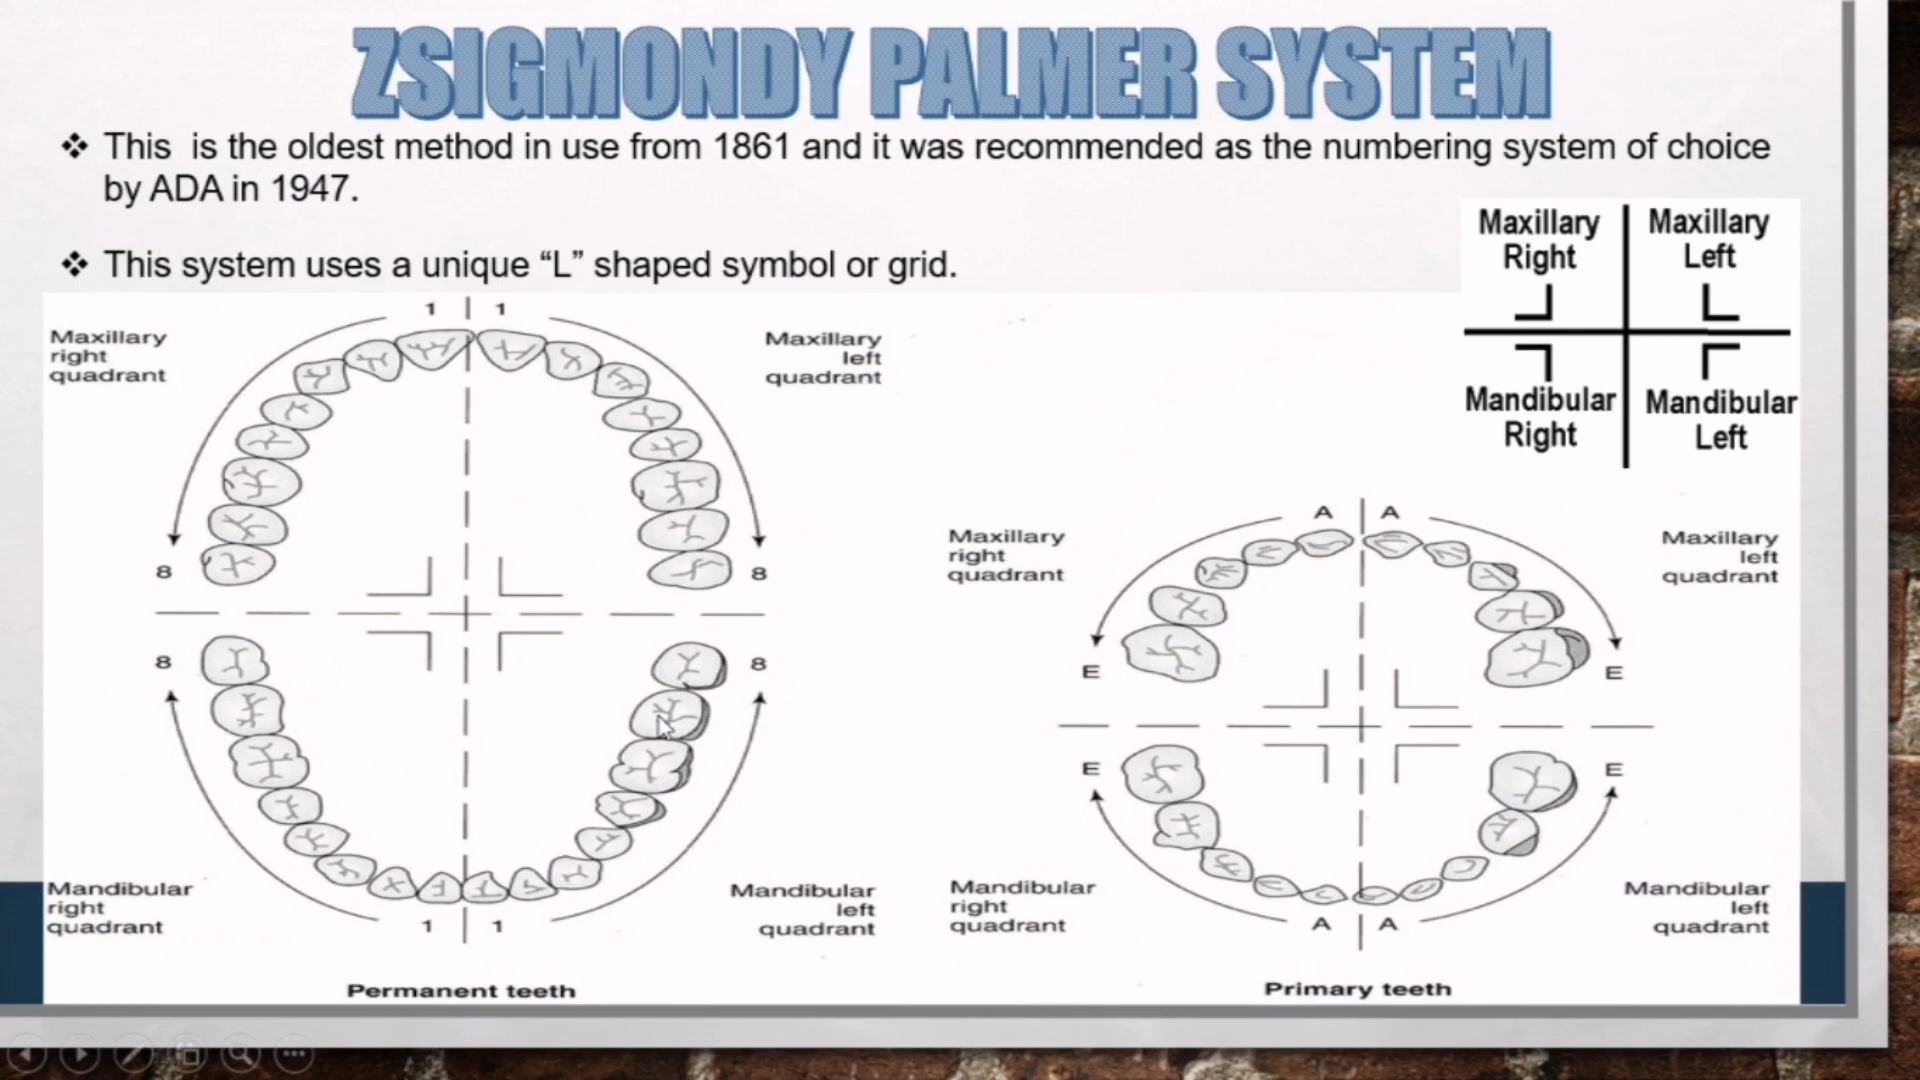 ZSIGMONDY PALMER SYSTEM
❖ This is the oldest method in use from 1861 and it was recommended as the numbering system of choice
by ADA in 1947.
❖ This system uses a unique “L” shaped symbol or grid.
Maxillary
Right
Maxillary
Left
Mandibular
Right
Mandibular
Left
1 1
Maxillary
right
quadrant
Maxillary
left
quadrant
8 8
8 8
Mandibular
right
quadrant
Mandibular
left
quadrant
1 1
Permanent teeth
A A
Maxillary
right
quadrant
Maxillary
left
quadrant
E E
E E
Mandibular
right
quadrant
Mandibular
left
quadrant
A A
Primary teeth